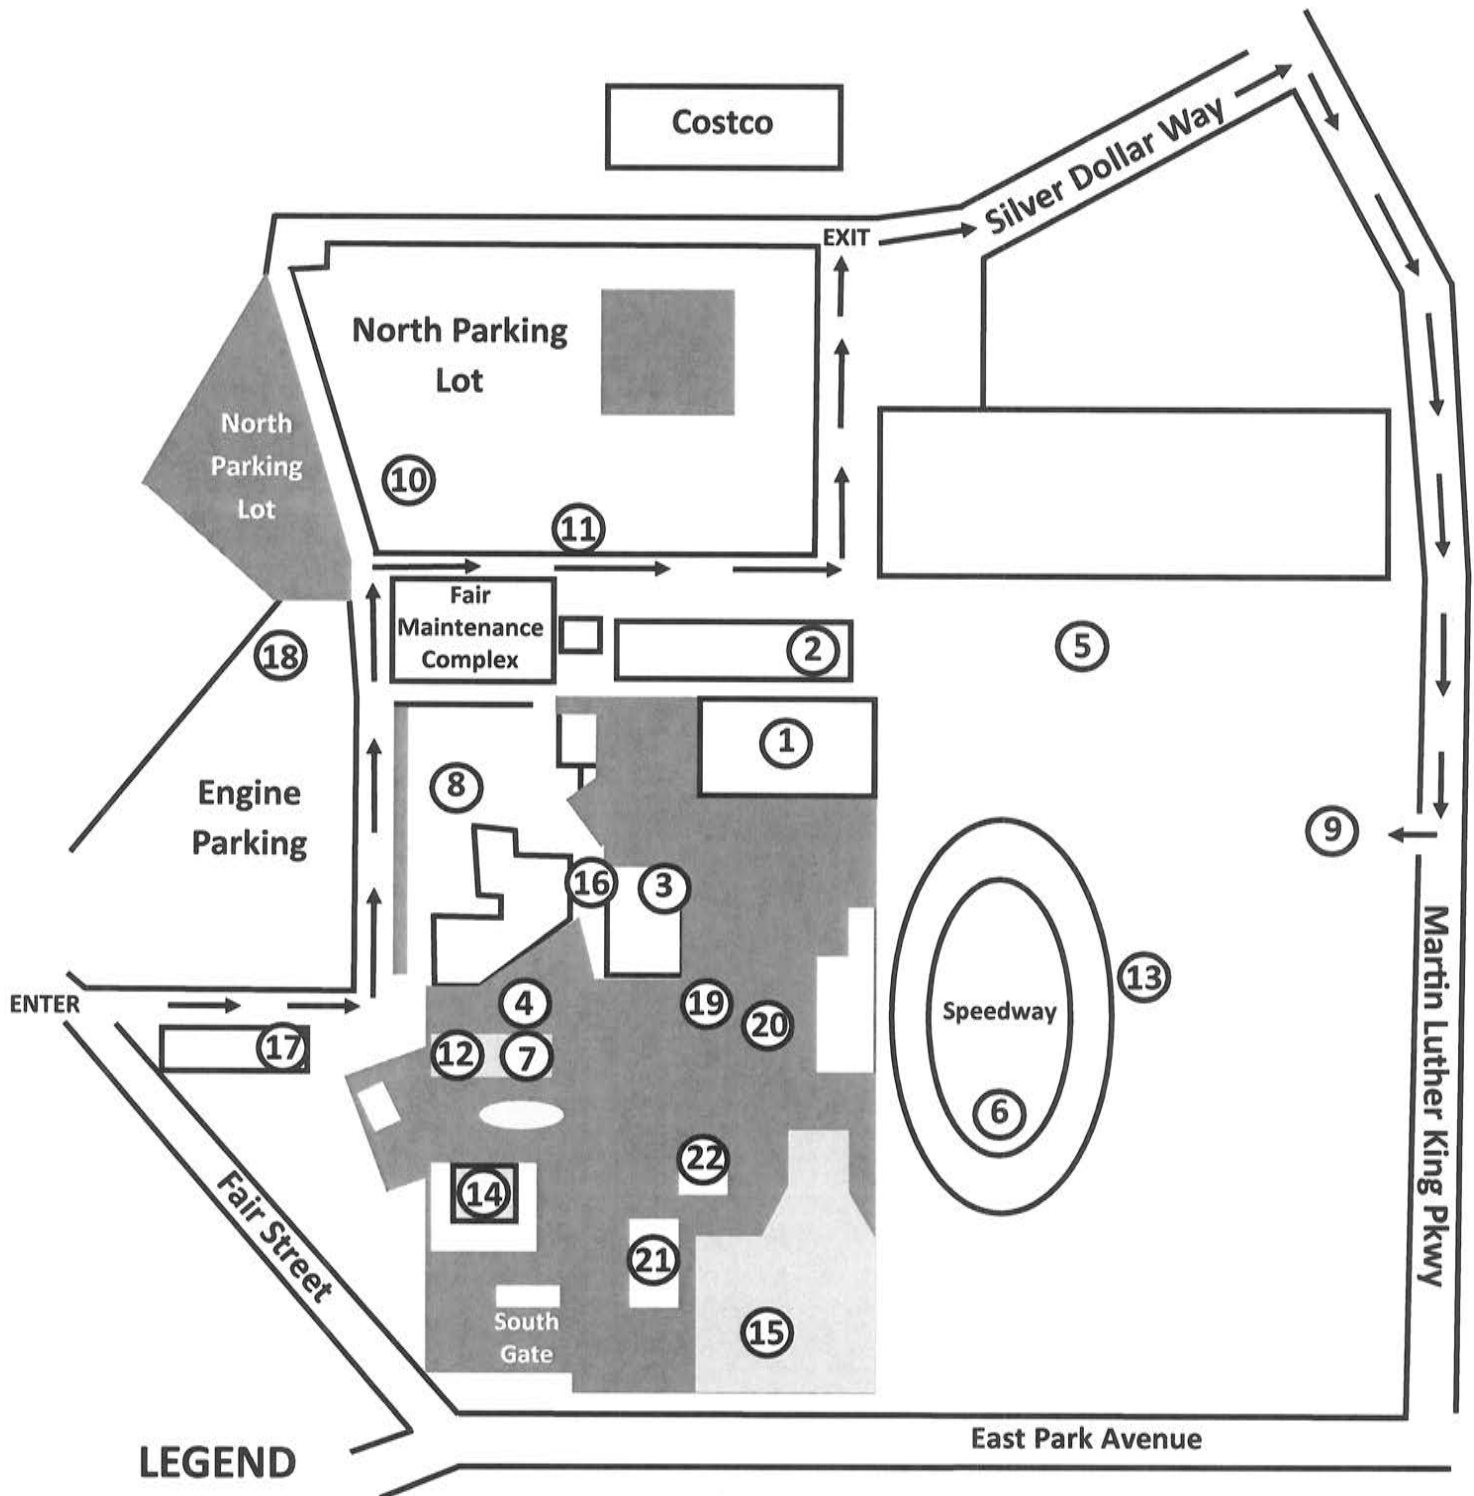 Costco
Silver Dollar Way
EXIT
North Parking
Lot
North
Parking
Lot
10
11
Fair
Maintenance
Complex
2
5
18
1
8
Engine
Parking
9
16
3
Martin Luther King Pkwy
13
ENTER
4
19
20
Speedway
17
12
7
6
22
14
Fair Street
21
South
Gate
15
East Park Avenue
LEGEND